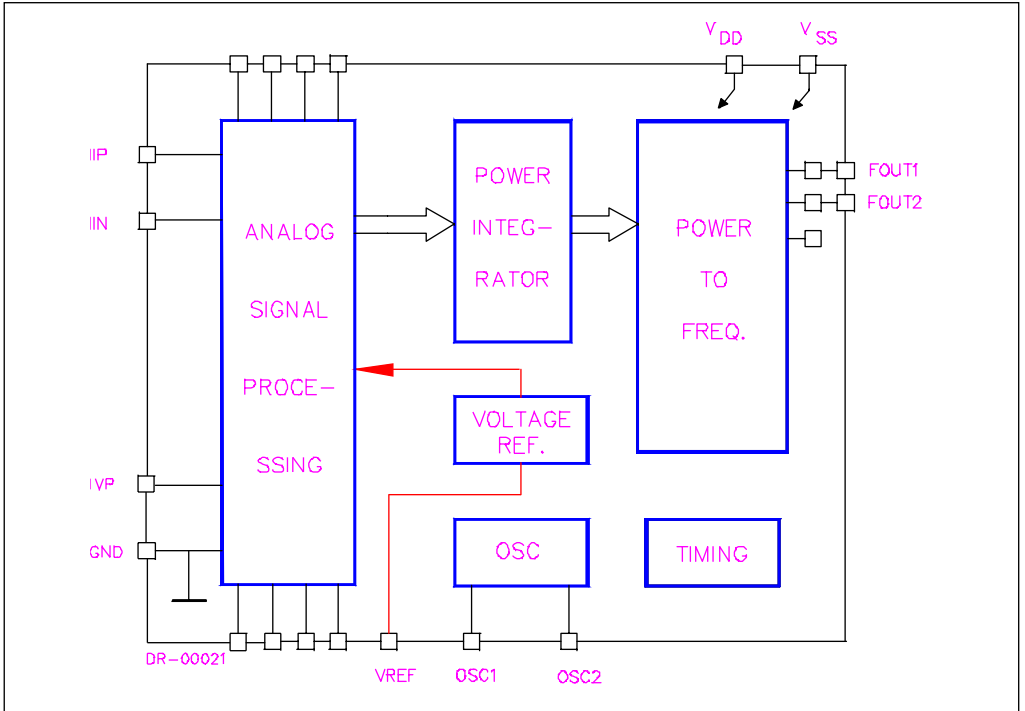 V DD
V SS
IIP
IIN
IVP
GND
ANALOG
SIGNAL
PROCE-
SSING
POWER
INTEG-
RATOR
POWER
TO
FREQ.
FOUT1
FOUT2
VOLTAGE
REF.
OSC
TIMING
DR-00021
VREF
OSC1
OSC2